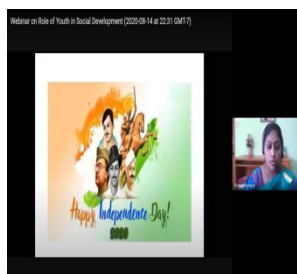 Webinar on Role of Youth in Social Development (2020-08-14 at 22:31 GMT-7)
Happy Independence Day!
2020